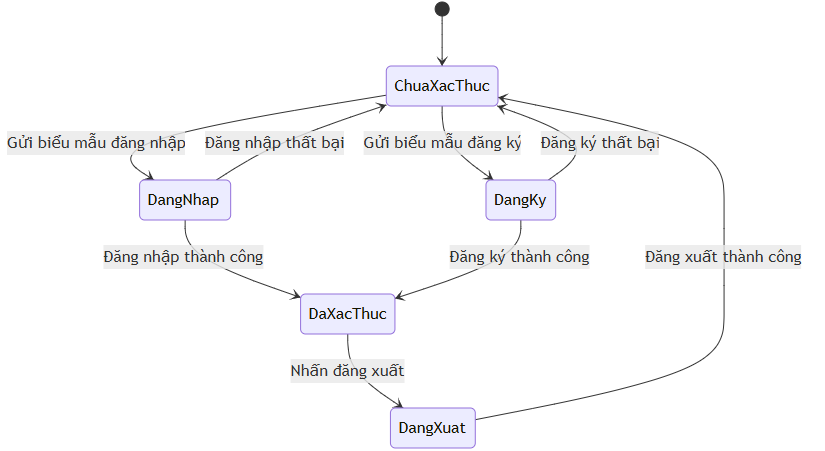 ChuaXacThuc
Gửi biểu mẫu đăng nhập
Đăng nhập thất bại
Gửi biểu mẫu đăng ký
Đăng ký thất bại
DangNhap
DangKy
Đăng nhập thành công
Đăng ký thành công
Đăng xuất thành công
DaXacThuc
Nhấn đăng xuất
DangXuat